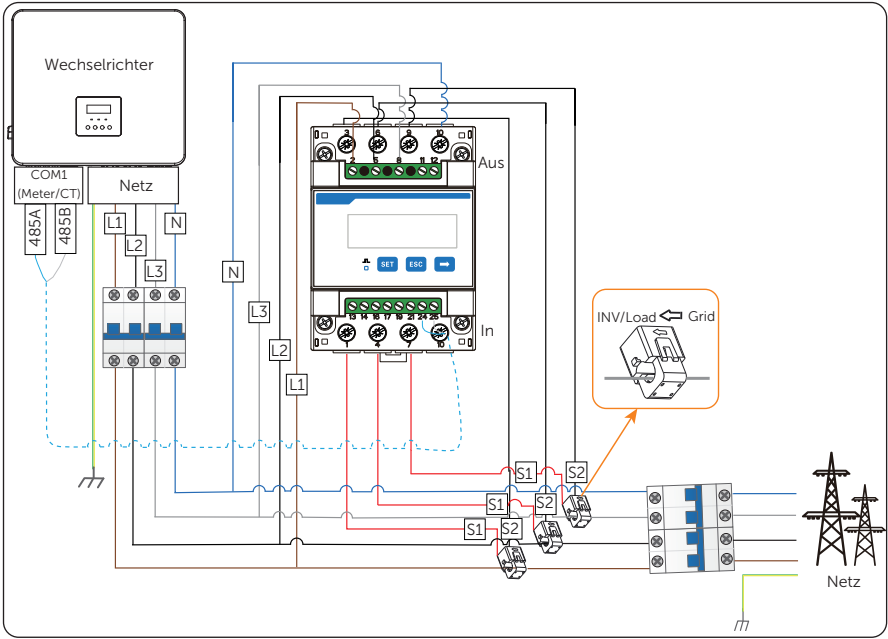 Wechselrichter
COM1
(Meter/CT)
Netz
485A
485B
L1
L2
L3
N
N
L3
L2
L1
3 6 9 10
2 5 8 11 12
Aus
SET ESC
13 14 16 17 19 21 24 25
1 4 7 10
In
INV/Load Grid
S1 S2
S1 S2
S1 S2
Netz